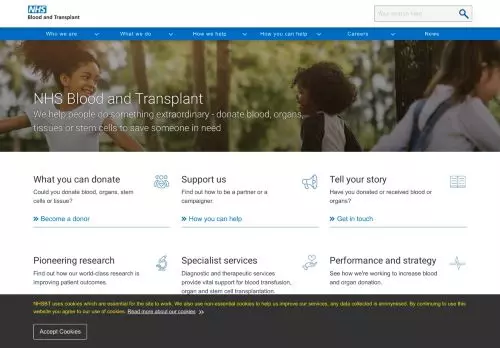 NHS
Blood and Transplant
Your search here
Who we are
What we do
How we help
How you can help
Careers
News
NHS Blood and Transplant
We help people do something extraordinary - donate blood, organs,
tissues or stem cells to save someone in need
What you can donate
Could you donate blood, organs, stem
cells or tissue?
Become a donor
Support us
Find out how to be a partner or a
campaigner.
How you can help
Tell your story
Have you donated or received blood or
organs?
Get in touch
Pioneering research
Find out how our world-class research is
improving patient outcomes.
Specialist services
Diagnostic and therapeutic services
provide vital support for blood transfusion,
organ and stem cell transplantation.
Performance and strategy
See how we're working to increase blood
and organ donation.
NHSBT uses cookies which are essential for the site to work. We also use non-essential cookies to help us improve our services, any data collected is anonymised. By continuing to use this
website you agree to our use of cookies. Read more about our cookies
Accept Cookies